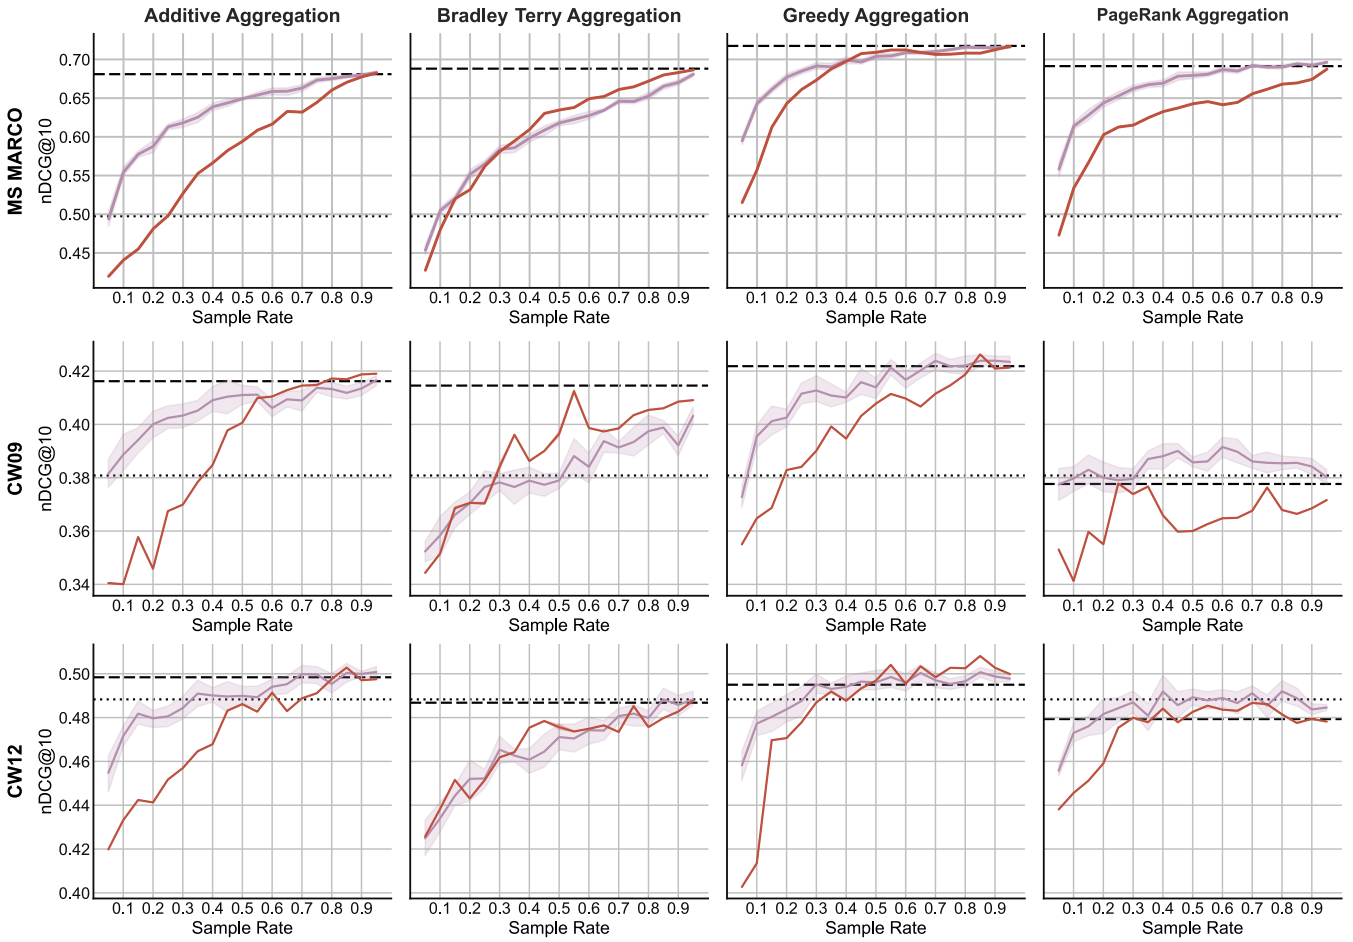 Additive Aggregation
Bradley Terry Aggregation
Greedy Aggregation
PageRank Aggregation
MS MARCO
nDCG@10
0.70
0.65
0.60
0.55
0.50
0.45
0.1 0.2 0.3 0.4 0.5 0.6 0.7 0.8 0.9
Sample Rate
0.1 0.2 0.3 0.4 0.5 0.6 0.7 0.8 0.9
Sample Rate
0.1 0.2 0.3 0.4 0.5 0.6 0.7 0.8 0.9
Sample Rate
0.1 0.2 0.3 0.4 0.5 0.6 0.7 0.8 0.9
Sample Rate
CW09
nDCG@10
0.42
0.40
0.38
0.36
0.34
0.1 0.2 0.3 0.4 0.5 0.6 0.7 0.8 0.9
Sample Rate
0.1 0.2 0.3 0.4 0.5 0.6 0.7 0.8 0.9
Sample Rate
0.1 0.2 0.3 0.4 0.5 0.6 0.7 0.8 0.9
Sample Rate
0.1 0.2 0.3 0.4 0.5 0.6 0.7 0.8 0.9
Sample Rate
CW12
nDCG@10
0.50
0.48
0.46
0.44
0.42
0.40
0.1 0.2 0.3 0.4 0.5 0.6 0.7 0.8 0.9
Sample Rate
0.1 0.2 0.3 0.4 0.5 0.6 0.7 0.8 0.9
Sample Rate
0.1 0.2 0.3 0.4 0.5 0.6 0.7 0.8 0.9
Sample Rate
0.1 0.2 0.3 0.4 0.5 0.6 0.7 0.8 0.9
Sample Rate